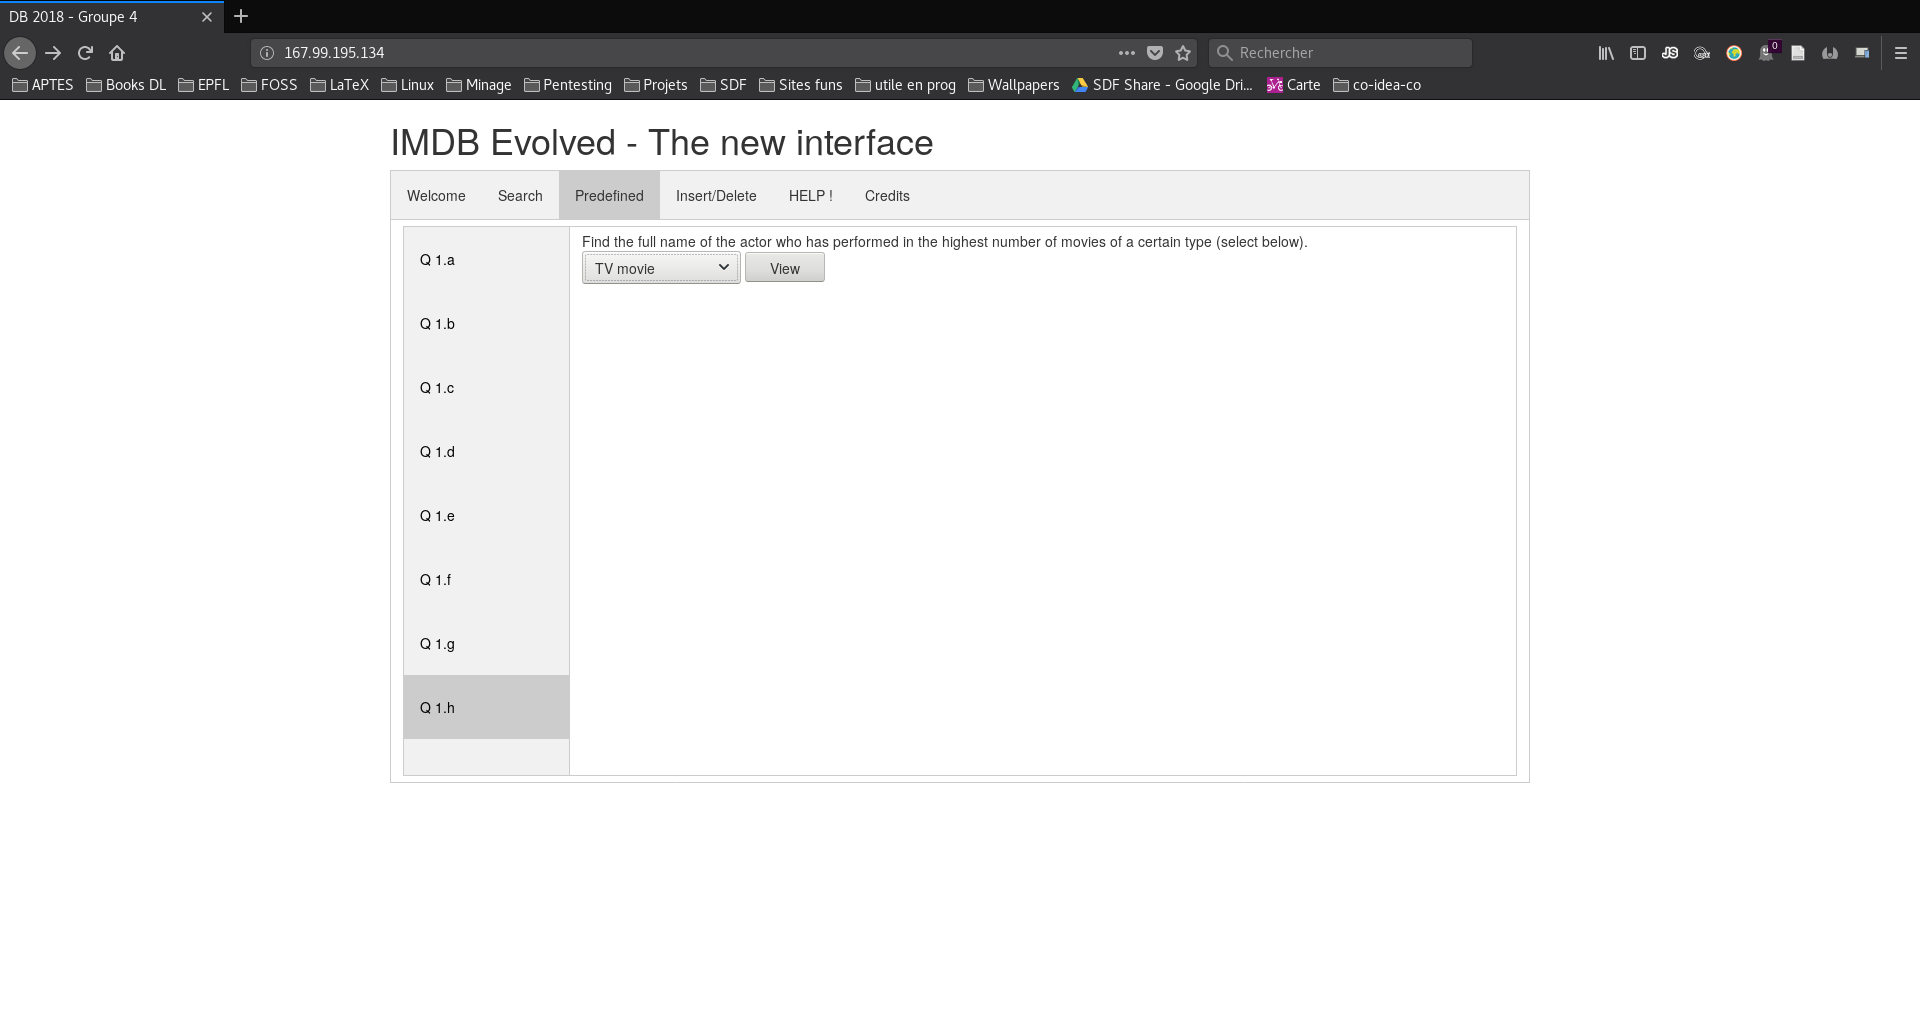 DB 2018 - Groupe 4
167.99.195.134
Rechercher
0
APTES Books DL EPFL FOSS LaTeX Linux Minage Pentesting Projets SDF Sites funs utile en prog Wallpapers SDF Share - Google Dri... Carte co-idea-co
IMDB Evolved - The new interface
Welcome Search Predefined Insert/Delete HELP ! Credits
Q 1.a
Q 1.b
Q 1.c
Q 1.d
Q 1.e
Q 1.f
Q 1.g
Q 1.h
Find the full name of the actor who has performed in the highest number of movies of a certain type (select below).
TV movie View